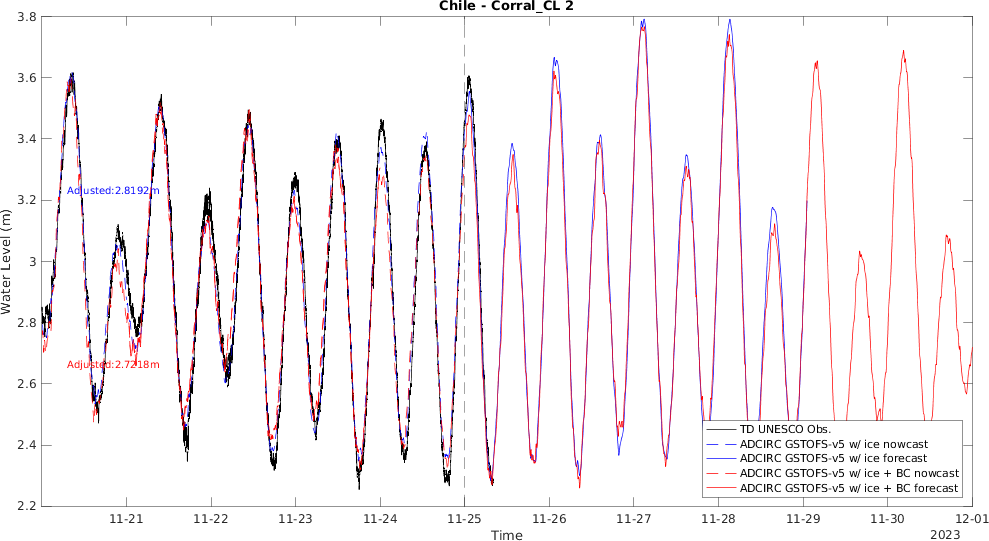 Chile - Corral_CL 2
3.8
3.6
3.4
3.2
3
2.8
2.6
2.4
2.2
Water Level (m)
Adjusted:2.8192m
Adjusted:2.7218m
TD UNESCO Obs.
ADCIRC GSTOFS-v5 w/ ice nowcast
ADCIRC GSTOFS-v5 w/ ice forecast
ADCIRC GSTOFS-v5 w/ ice + BC nowcast
ADCIRC GSTOFS-v5 w/ ice + BC forecast
11-21 11-22 11-23 11-24 11-25 11-26 11-27 11-28 11-29 11-30 12-01
Time
2023